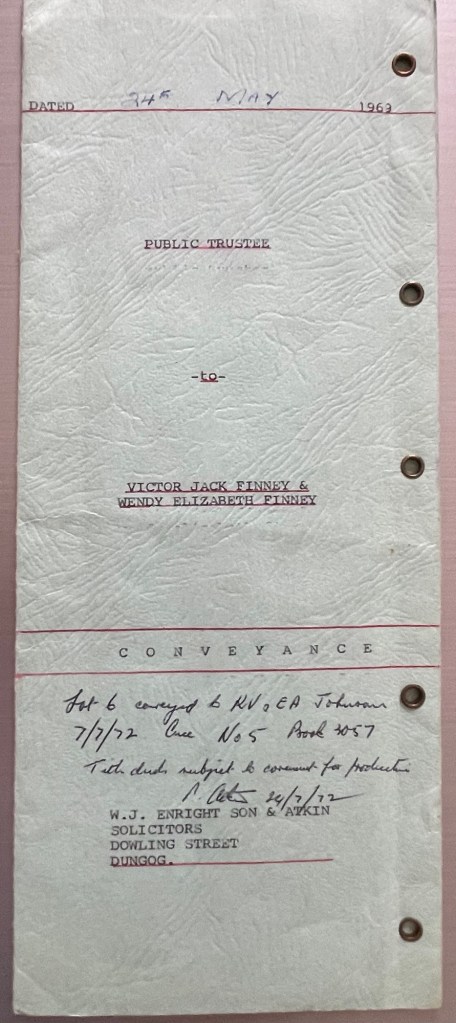 DATED 24th MAY 1969
PUBLIC TRUSTEE
-to-
VICTOR JACK FINNEY &
WENDY ELIZABETH FINNEY
CONVEYANCE
Lot 6 conveyed to KV & EA Johnson
7/7/72 No 5 Book 3057
Title deeds subject to covenant for production
24/7/72
W.J. ENRIGHT SON & ATKIN
SOLICITORS
DOWLING STREET
DUNGOG.